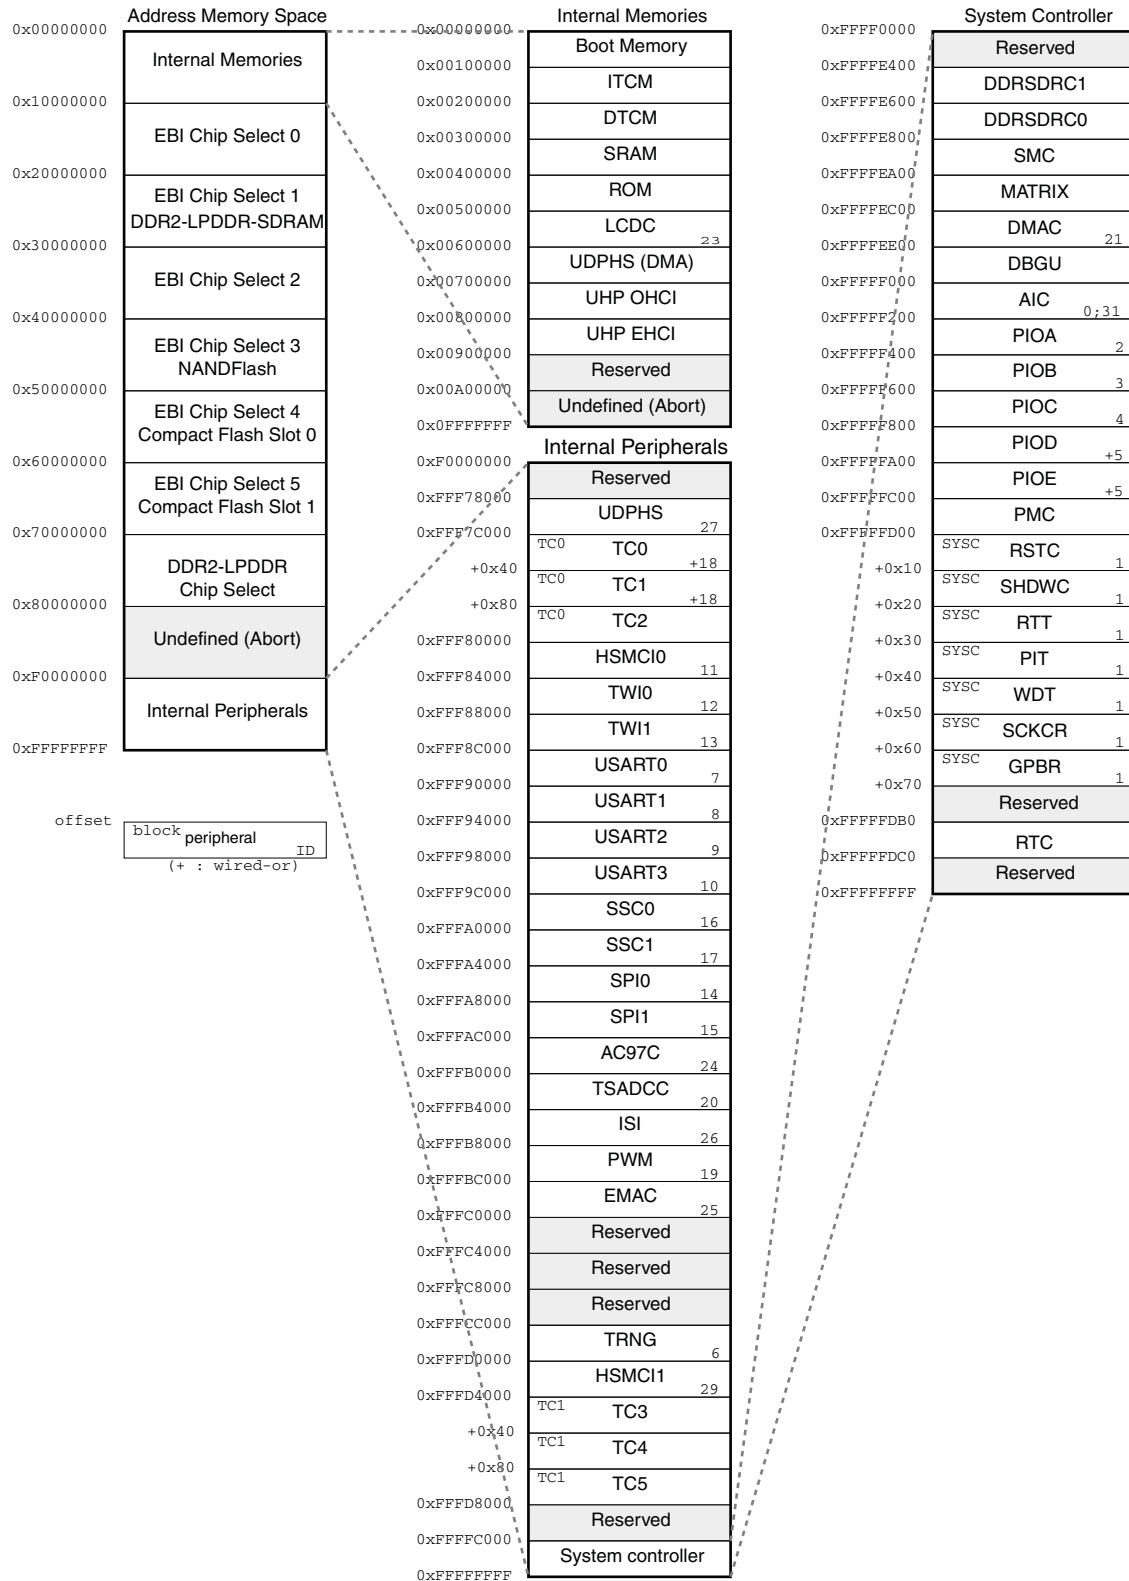 Address Memory Space
0x00000000
Internal Memories
0x10000000
EBI Chip Select 0
0x20000000
EBI Chip Select 1
DDR2-LPDDR-SDRAM
0x30000000
EBI Chip Select 2
0x40000000
EBI Chip Select 3
NANDFlash
0x50000000
EBI Chip Select 4
Compact Flash Slot 0
0x60000000
EBI Chip Select 5
Compact Flash Slot 1
0x70000000
DDR2-LPDDR
Chip Select
0x80000000
Undefined (Abort)
0xF0000000
Internal Peripherals
0xFFFFFFFF
offset
block
peripheral
ID
(+ : wired-or)
Internal Memories
0x00000000
Boot Memory
0x00100000
ITCM
0x00200000
DTCM
0x00300000
SRAM
0x00400000
ROM
0x00500000
LCDC
23
0x00600000
UDPHS (DMA)
0x00700000
UHP OHCI
0x00800000
UHP EHCI
0x00900000
Reserved
0x00A00000
Undefined (Abort)
0x0FFFFFFF
Internal Peripherals
0xF0000000
Reserved
0xFFF78000
UDPHS
27
0xFFF7C000
TC0
TC0
+18
+0x40
TC0
TC1
+18
+0x80
TC0
TC2
0xFFF80000
HSMCI0
11
0xFFF84000
TWI0
12
0xFFF88000
TWI1
13
0xFFF8C000
USART0
7
0xFFF90000
USART1
8
0xFFF94000
USART2
9
0xFFF98000
USART3
10
0xFFF9C000
SSC0
16
0xFFFA0000
SSC1
17
0xFFFA4000
SPI0
14
0xFFFA8000
SPI1
15
0xFFFAC000
AC97C
24
0xFFFB0000
TSADCC
20
0xFFFB4000
ISI
26
0xFFFB8000
PWM
19
0xFFFBC000
EMAC
25
0xFFFC0000
Reserved
0xFFFC4000
Reserved
0xFFFC8000
Reserved
0xFFFCC000
TRNG
6
0xFFFD0000
HSMCI1
29
0xFFFD4000
TC1
TC3
+0x40
TC1
TC4
+0x80
TC1
TC5
0xFFFD8000
Reserved
0xFFFFC000
System controller
0xFFFFFFFF
System Controller
0xFFFF0000
Reserved
0xFFFFE400
DDRSDRC1
0xFFFFE600
DDRSDRC0
0xFFFFE800
SMC
0xFFFFEA00
MATRIX
0xFFFFEC00
DMAC
21
0xFFFFEE00
DBGU
0xFFFFF000
AIC
0;31
0xFFFFF200
PIOA
2
0xFFFFF400
PIOB
3
0xFFFFF600
PIOC
4
0xFFFFF800
PIOD
+5
0xFFFFFA00
PIOE
+5
0xFFFFFC00
PMC
0xFFFFFD00
SYSC
RSTC
1
+0x10
SYSC
SHDWC
1
+0x20
SYSC
RTT
1
+0x30
SYSC
PIT
1
+0x40
SYSC
WDT
1
+0x50
SYSC
SCKCR
1
+0x60
SYSC
GPBR
1
+0x70
Reserved
0xFFFFFDB0
RTC
0xFFFFFDC0
Reserved
0xFFFFFFFF